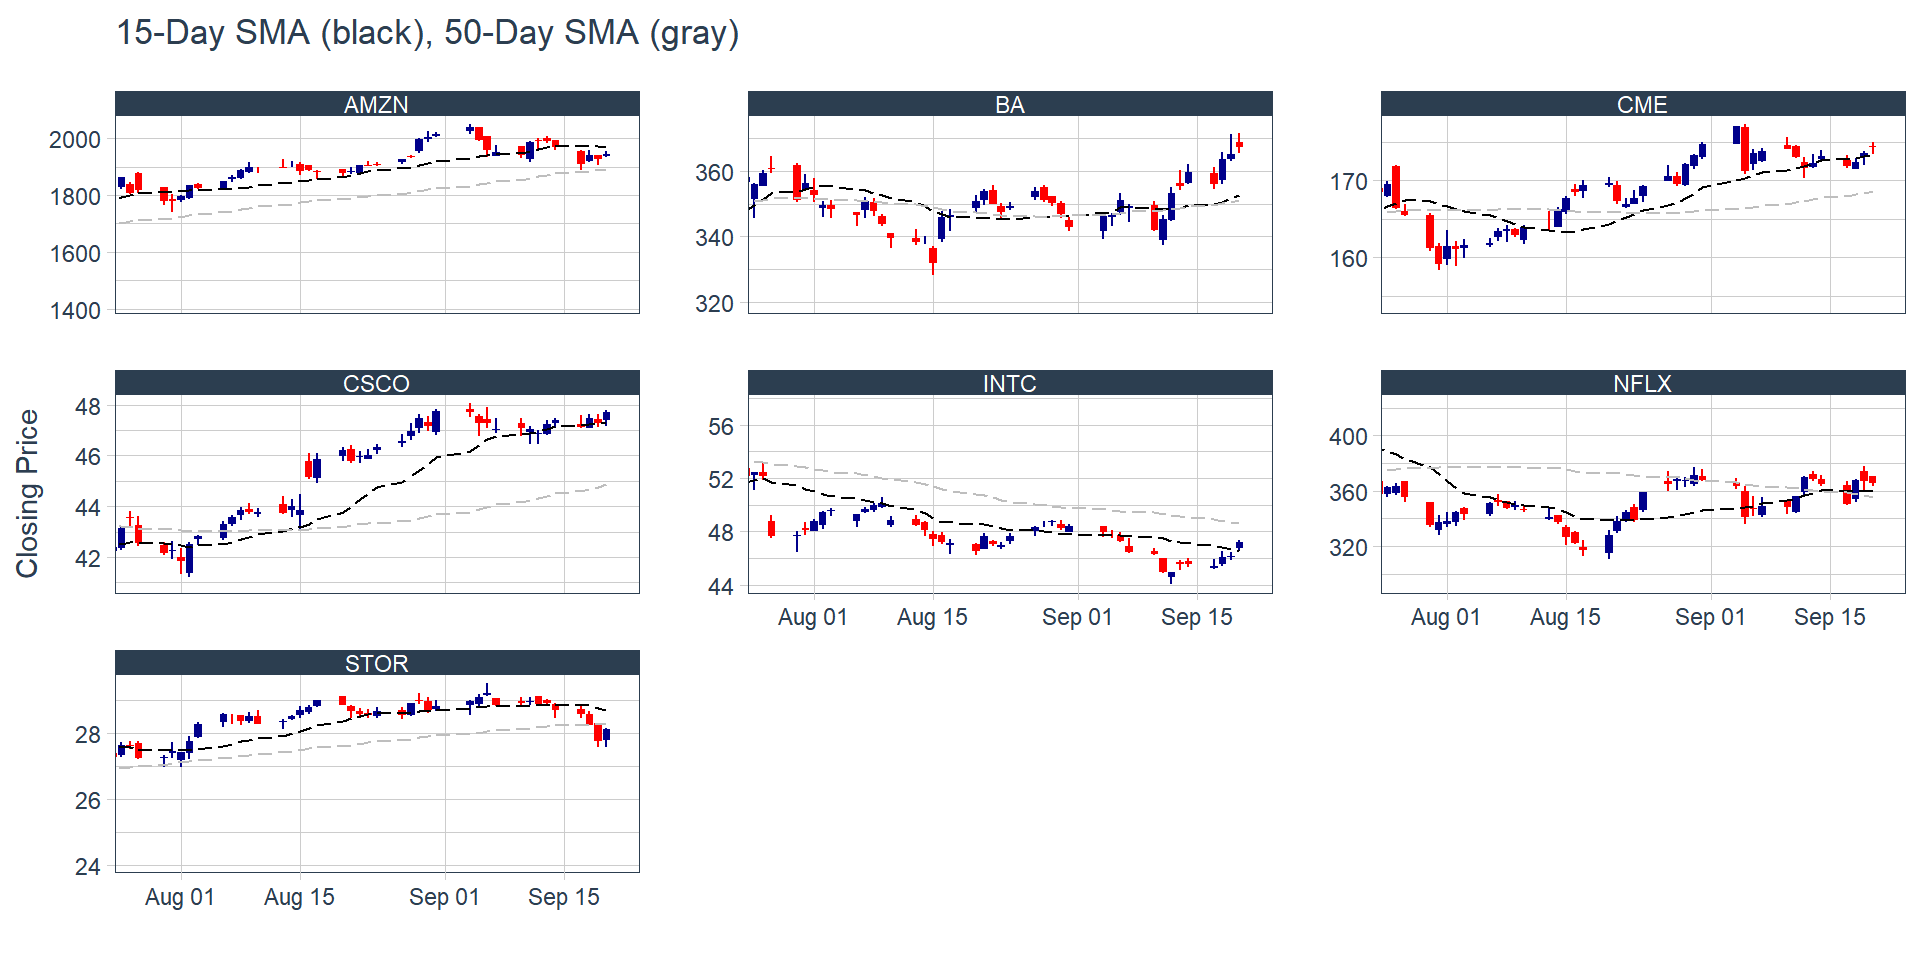 15-Day SMA (black), 50-Day SMA (gray)
AMZN
2000
1800
1600
1400
BA
360
340
320
CME
170
160
Closing Price
CSCO
48
46
44
42
INTC
56
52
48
44
Aug 01 Aug 15 Sep 01 Sep 15
NFLX
400
360
320
Aug 01 Aug 15 Sep 01 Sep 15
STOR
28
26
24
Aug 01 Aug 15 Sep 01 Sep 15